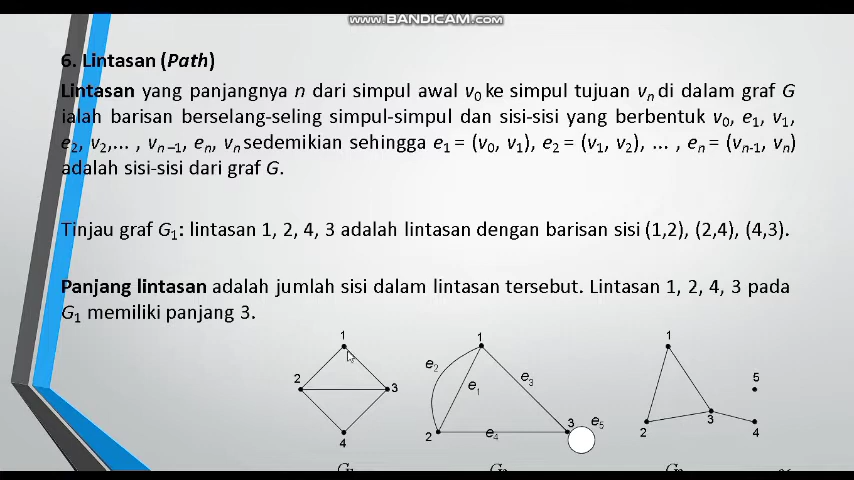 www.BANDICAM.com
6. Lintasan (Path)
Lintasan yang panjangnya n dari simpul awal v0 ke simpul tujuan vn di dalam graf G
ialah barisan berselang-seling simpul-simpul dan sisi-sisi yang berbentuk v0, e1, v1,
e2, v2,... , vn–1, en, vn sedemikian sehingga e1 = (v0, v1), e2 = (v1, v2), ... , en = (vn-1, vn)
adalah sisi-sisi dari graf G.
Tinjau graf G1: lintasan 1, 2, 4, 3 adalah lintasan dengan barisan sisi (1,2), (2,4), (4,3).
Panjang lintasan adalah jumlah sisi dalam lintasan tersebut. Lintasan 1, 2, 4, 3 pada
G1 memiliki panjang 3.
1
2
3
4
1
e2
e1
e3
2
e4
3
e5
1
5
2
3
4